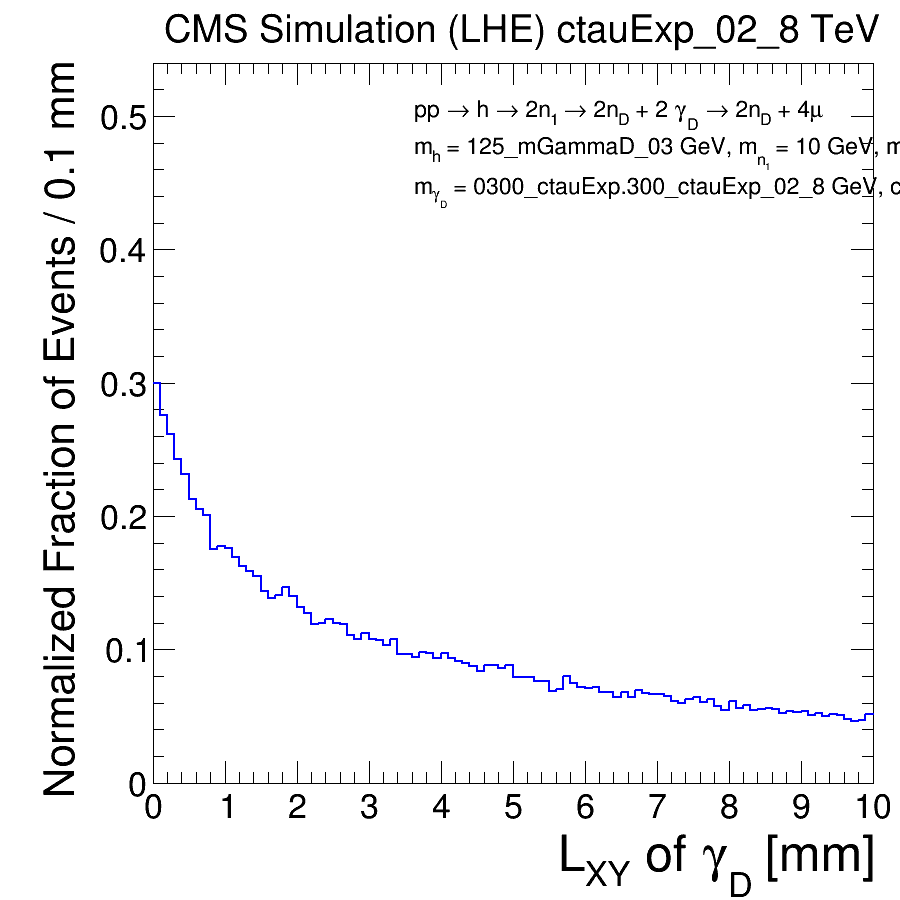 CMS Simulation (LHE) ctauExp_02_8 TeV
pp → h → 2n1 → 2nD + 2 γD → 2nD + 4μ
mh = 125_mGammaD_03 GeV, mn1 = 10 GeV, m
mγD = 0300_ctauExp.300_ctauExp_02_8 GeV, c
Normalized Fraction of Events / 0.1 mm
0.5
0.4
0.3
0.2
0.1
0
0 1 2 3 4 5 6 7 8 9 10
LXY of γD [mm]